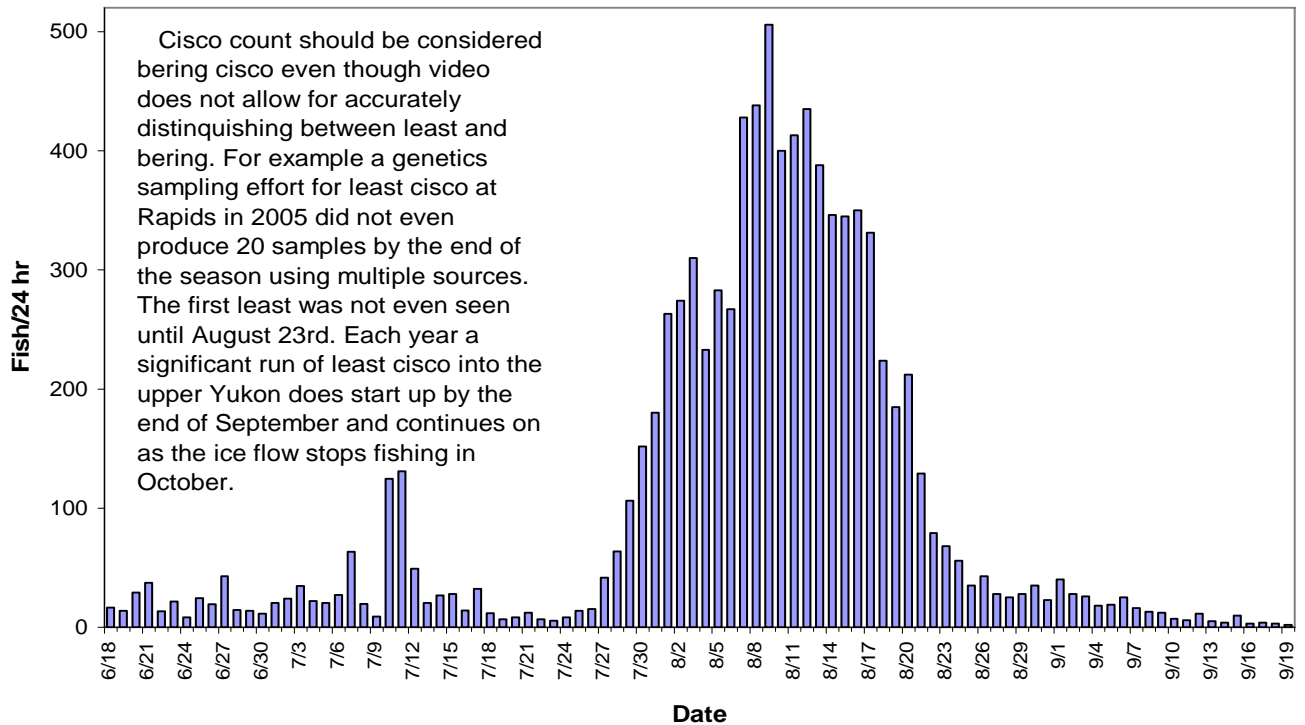 500
400
300
200
100
0
Fish/24 hr
Cisco count should be considered
bering cisco even though video
does not allow for accurately
distinquishing between least and
bering. For example a genetics
sampling effort for least cisco at
Rapids in 2005 did not even
produce 20 samples by the end of
the season using multiple sources.
The first least was not even seen
until August 23rd. Each year a
significant run of least cisco into the
upper Yukon does start up by the
end of September and continues on
as the ice flow stops fishing in
October.
6/18
6/21
6/24
6/27
6/30
7/3
7/6
7/9
7/12
7/15
7/18
7/21
7/24
7/27
7/30
8/2
8/5
8/8
8/11
8/14
8/17
8/20
8/23
8/26
8/29
9/1
9/4
9/7
9/10
9/13
9/16
9/19
Date